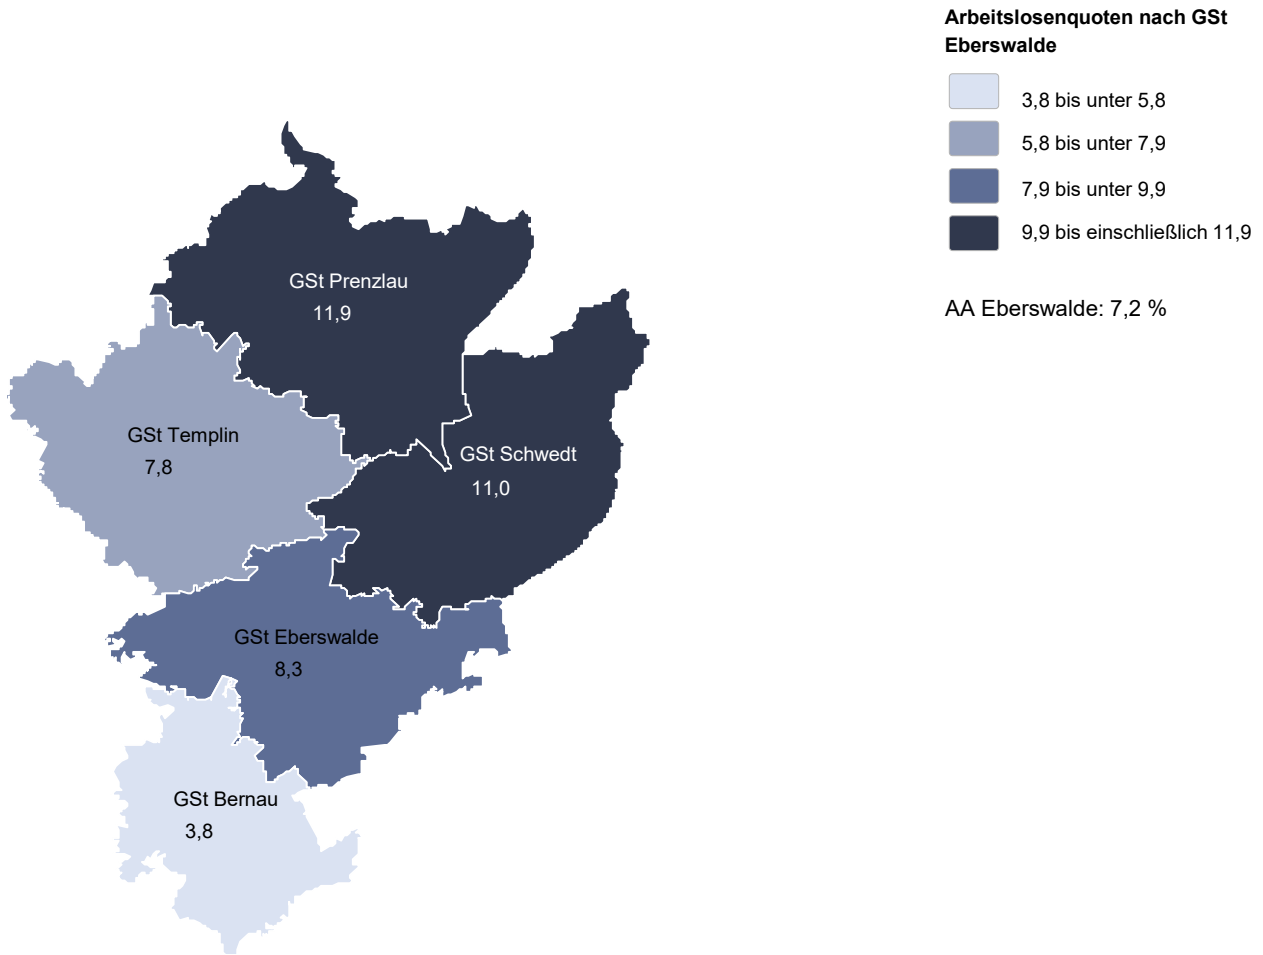 Arbeitslosenquoten nach GSt
Eberswalde
3,8 bis unter 5,8
5,8 bis unter 7,9
7,9 bis unter 9,9
9,9 bis einschließlich 11,9
AA Eberswalde: 7,2 %
GSt Prenzlau
11,9
GSt Templin
7,8
GSt Schwedt
11,0
GSt Eberswalde
8,3
GSt Bernau
3,8